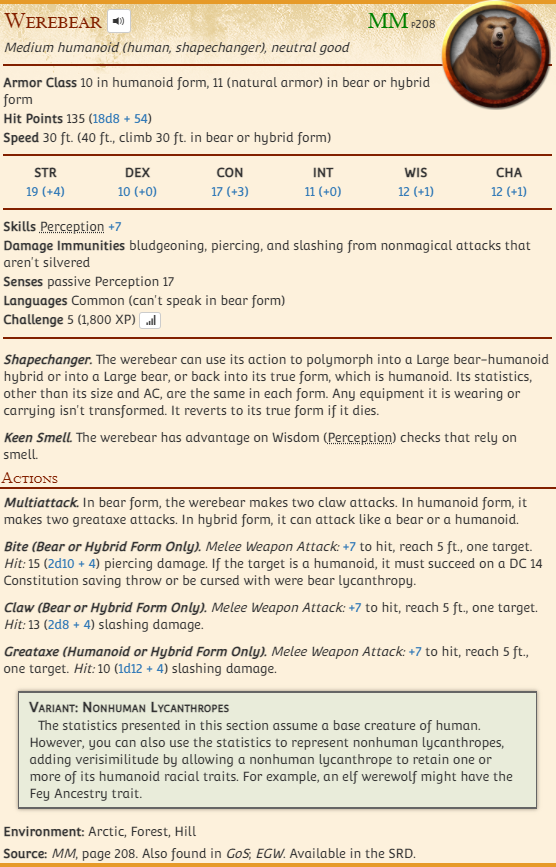 Werebear MM P208
Medium humanoid (human, shapechanger), neutral good
Armor Class 10 in humanoid form, 11 (natural armor) in bear or hybrid
form
Hit Points 135 (18d8 + 54)
Speed 30 ft. (40 ft., climb 30 ft. in bear or hybrid form)
STR DEX CON INT WIS CHA
19 (+4) 10 (+0) 17 (+3) 11 (+0) 12 (+1) 12 (+1)
Skills Perception +7
Damage Immunities bludgeoning, piercing, and slashing from nonmagical attacks that
aren't silvered
Senses passive Perception 17
Languages Common (can't speak in bear form)
Challenge 5 (1,800 XP)
Shapechanger. The werebear can use its action to polymorph into a Large bear-humanoid
hybrid or into a Large bear, or back into its true form, which is humanoid. Its statistics,
other than its size and AC, are the same in each form. Any equipment it is wearing or
carrying isn't transformed. It reverts to its true form if it dies.
Keen Smell. The werebear has advantage on Wisdom (Perception) checks that rely on
smell.
Actions
Multiattack. In bear form, the werebear makes two claw attacks. In humanoid form, it
makes two greataxe attacks. In hybrid form, it can attack like a bear or a humanoid.
Bite (Bear or Hybrid Form Only). Melee Weapon Attack: +7 to hit, reach 5 ft., one target.
Hit: 15 (2d10 + 4) piercing damage. If the target is a humanoid, it must succeed on a DC 14
Constitution saving throw or be cursed with were bear lycanthropy.
Claw (Bear or Hybrid Form Only). Melee Weapon Attack: +7 to hit, reach 5 ft., one target.
Hit: 13 (2d8 + 4) slashing damage.
Greataxe (Humanoid or Hybrid Form Only). Melee Weapon Attack: +7 to hit, reach 5 ft.,
one target. Hit: 10 (1d12 + 4) slashing damage.
Variant: Nonhuman Lycanthropes
The statistics presented in this section assume a base creature of human.
However, you can also use the statistics to represent nonhuman lycanthropes,
adding verisimilitude by allowing a nonhuman lycanthrope to retain one or
more of its humanoid racial traits. For example, an elf werewolf might have the
Fey Ancestry trait.
Environment: Arctic, Forest, Hill
Source: MM, page 208. Also found in GoS; EGW. Available in the SRD.